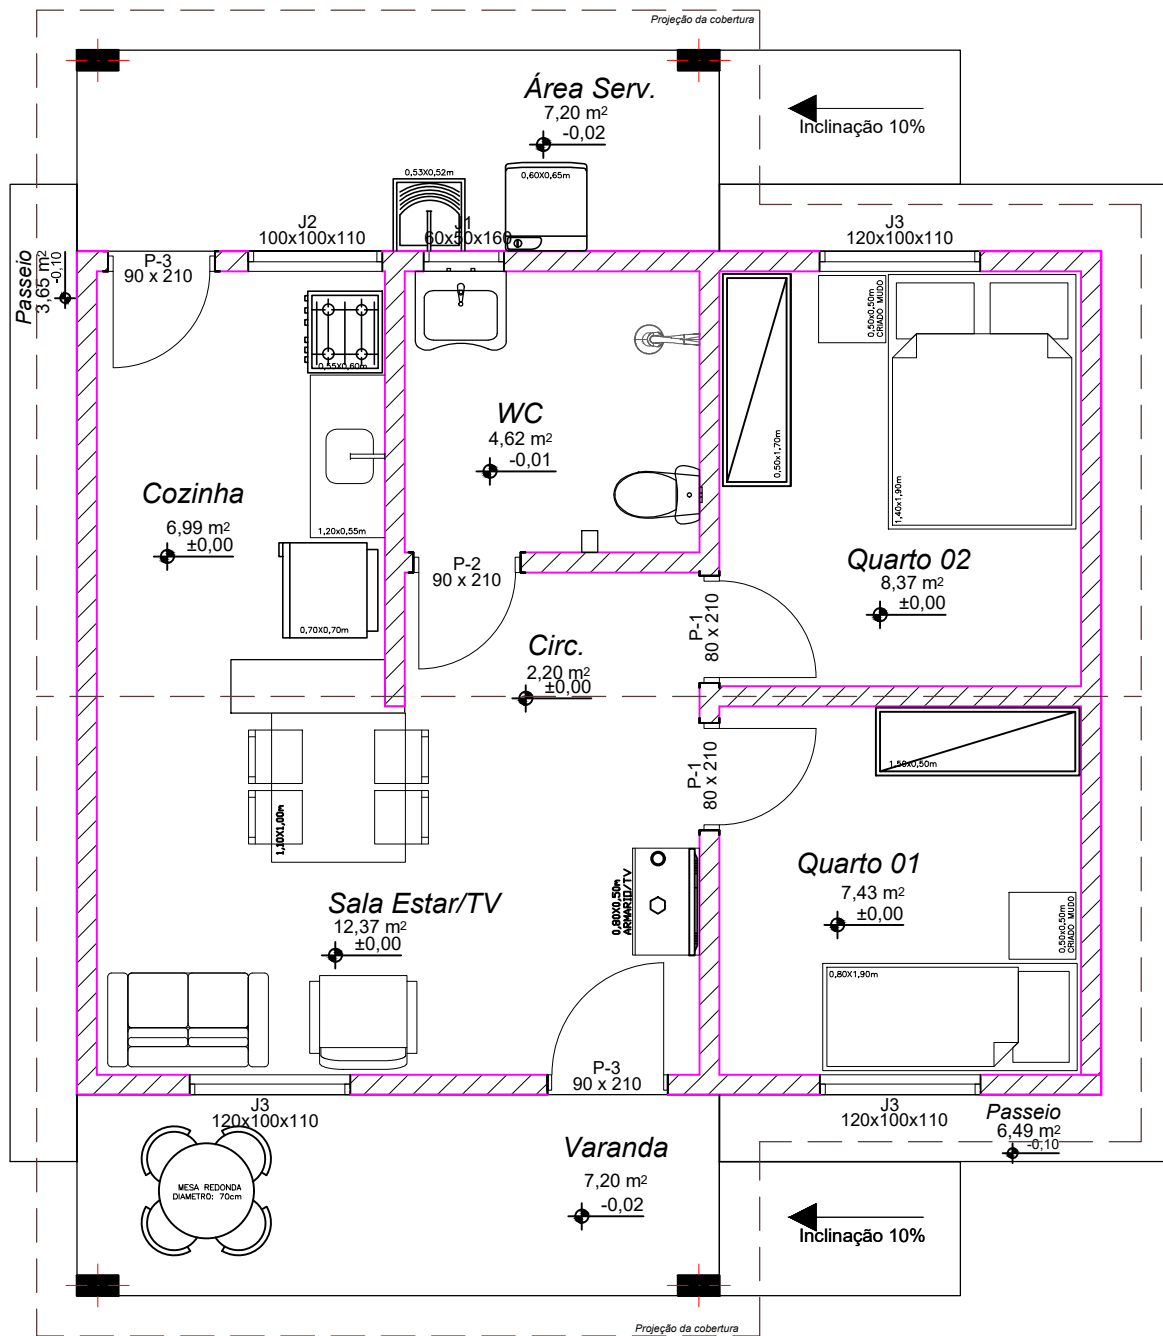 Projeção da cobertura
Área Serv.
7,20 m²
-0,02
Inclinação 10%
0,53X0,52m
0,60X0,65m
J2
100x100x110
J1
60x50x160
J3
120x100x110
P-3
90 x 210
Passeio
3,65 m²
-0,10
0,55X0,60m
0,50x0,50m
CRIADO MUDO
WC
4,62 m²
-0,01
0,50x1,70m
1,40x1,90m
Cozinha
6,99 m²
±0,00
1,20x0,55m
P-2
90 x 210
0,70X0,70m
Quarto 02
8,37 m²
±0,00
P-1
80 x 210
Circ.
2,20 m²
±0,00
P-1
80 x 210
1,50x0,50m
1,10X1,00m
Quarto 01
7,43 m²
±0,00
0,80X0,50m
ARMARIO/TV
Sala Estar/TV
12,37 m²
±0,00
0,50x0,50m
CRIADO MUDO
0,80X1,90m
P-3
90 x 210
J3
120x100x110
J3
120x100x110
Passeio
6,49 m²
-0,10
Varanda
7,20 m²
-0,02
MESA REDONDA
DIAMETRO: 70cm
Inclinação 10%
Projeção da cobertura